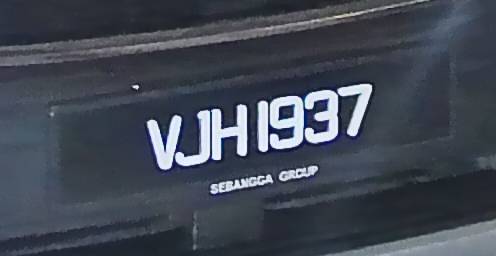 VJH 1937
SEBANGGA GROUP